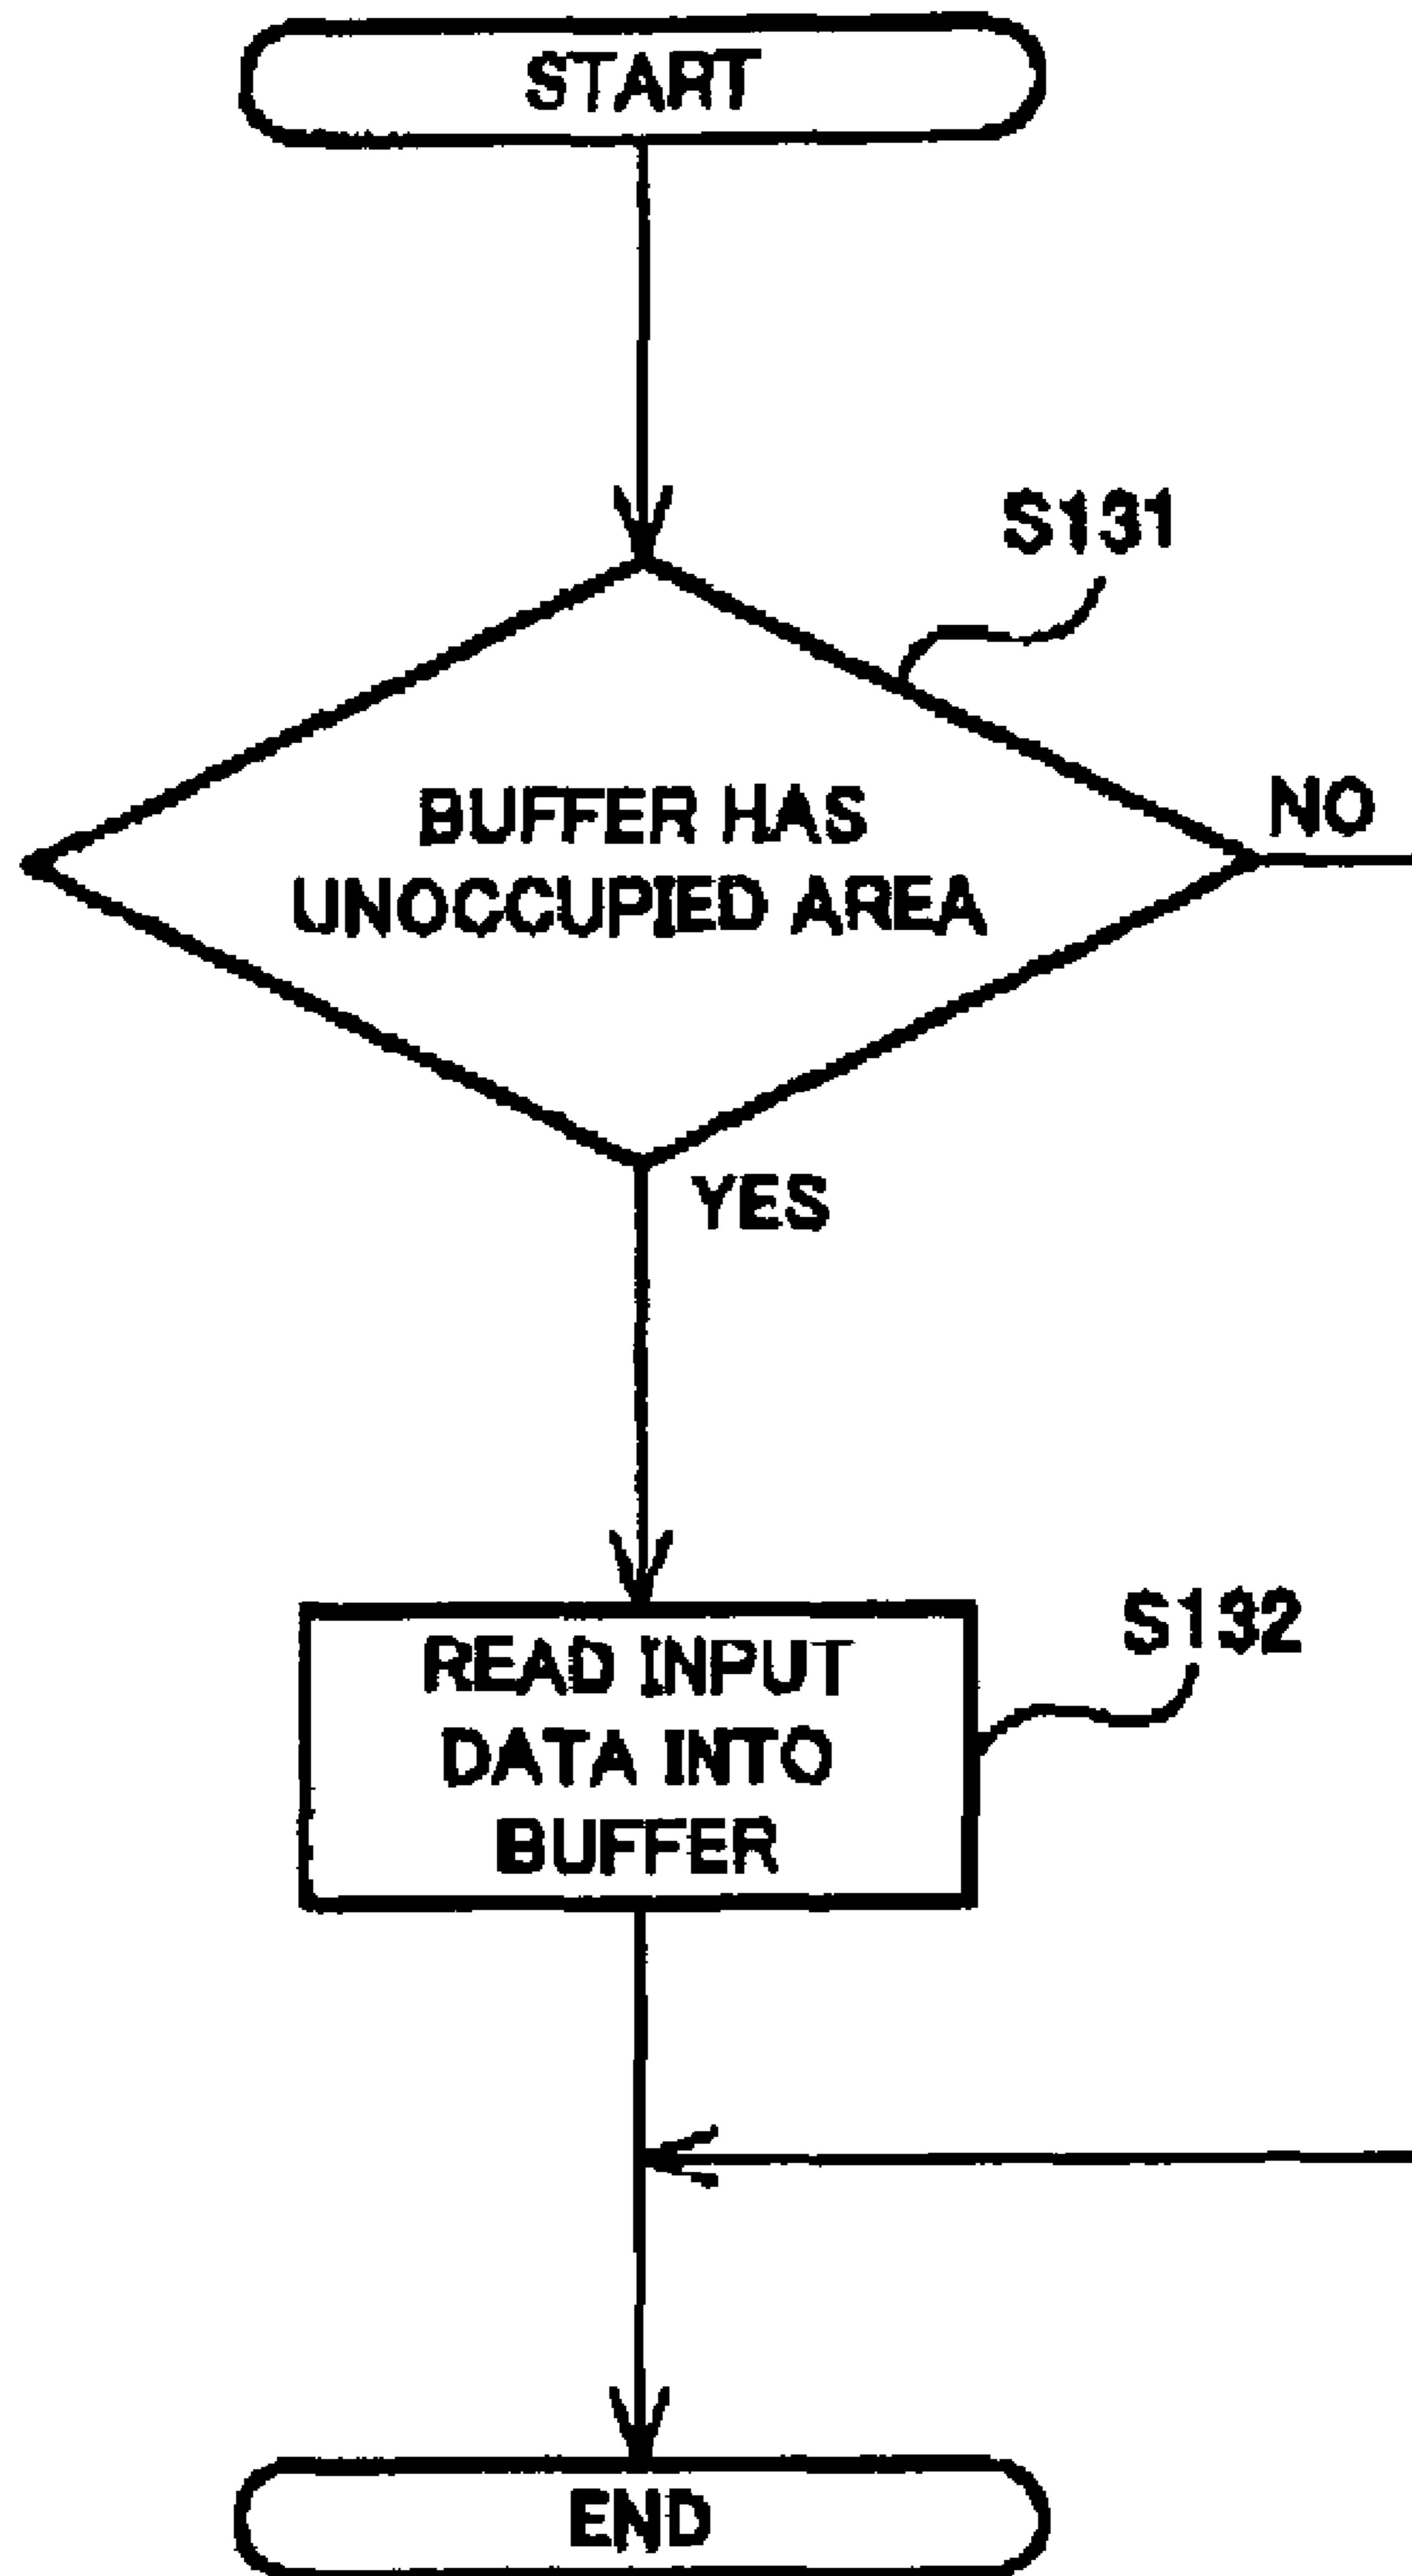 START
S131
BUFFER HAS
UNOCCUPIED AREA
NO
YES
S132
READ INPUT
DATA INTO
BUFFER
END